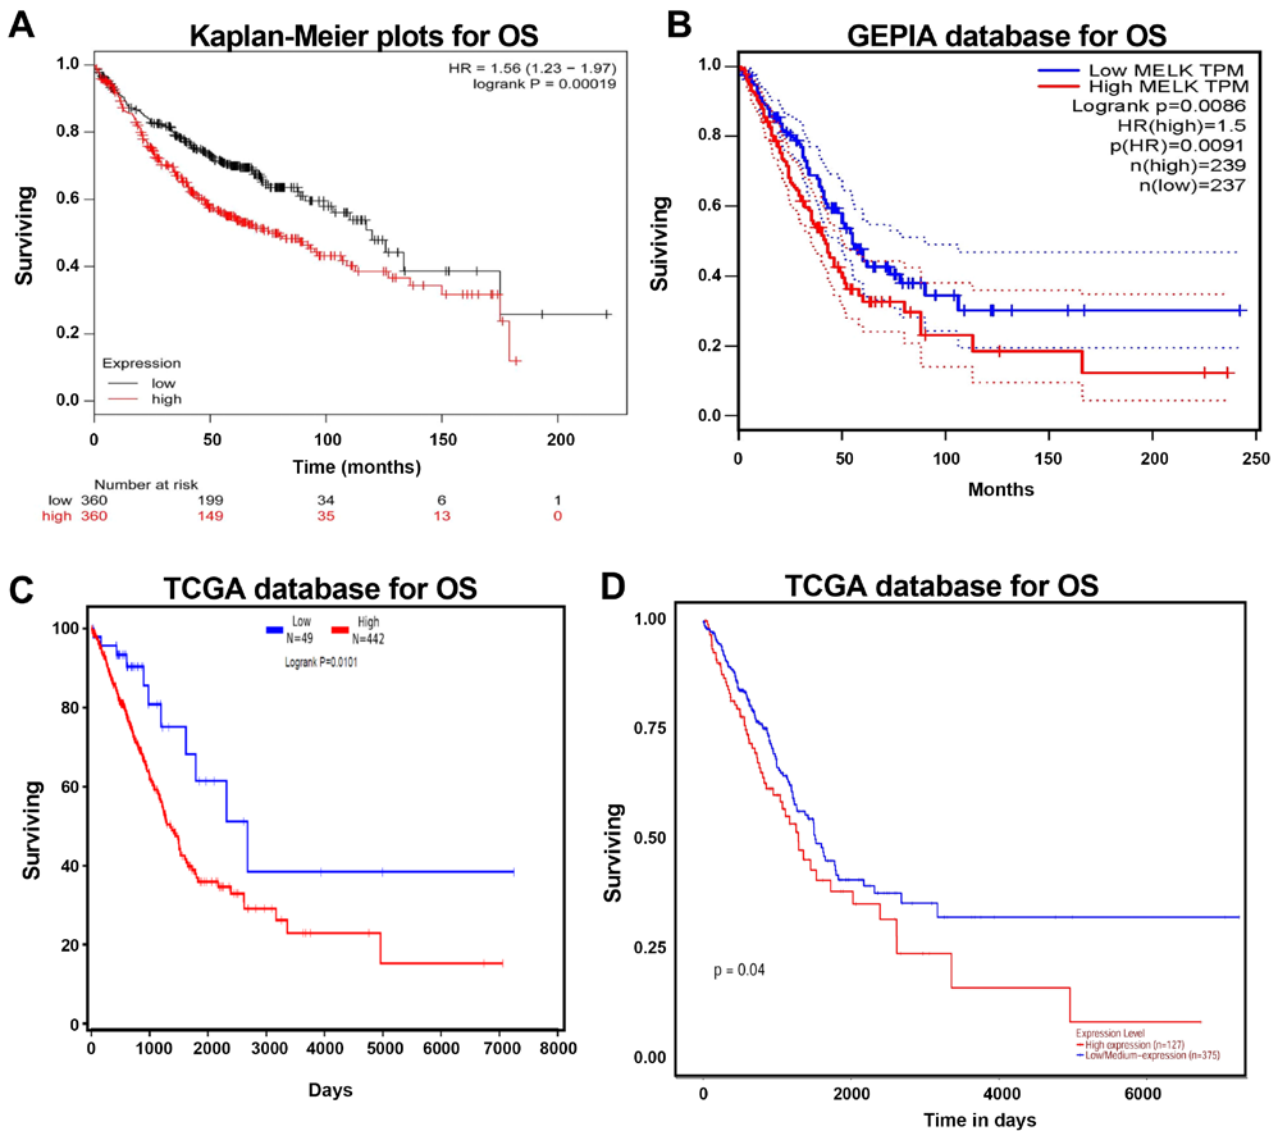 A
Kaplan-Meier plots for OS
HR = 1.56 (1.23 − 1.97)
logrank P = 0.00019
1.0
0.8
0.6
0.4
0.2
0.0
Surviving
Expression
low
high
0 50 100 150 200
Time (months)
Number at risk
low 360 199 34 6 1
high 360 149 35 13 0
B
GEPIA database for OS
Low MELK TPM
High MELK TPM
Logrank p=0.0086
HR(high)=1.5
p(HR)=0.0091
n(high)=239
n(low)=237
1.0
0.8
0.6
0.4
0.2
0.0
Suiviving
0 50 100 150 200 250
Months
C
TCGA database for OS
Low High
N=49 N=442
Logrank P=0.0101
100
80
60
40
20
0
Surviving
0 1000 2000 3000 4000 5000 6000 7000 8000
Days
D
TCGA database for OS
1.00
0.75
0.50
0.25
0.00
Surviving
p = 0.04
Expression Level
High expression (n=127)
Low/Medium-expression (n=375)
0 2000 4000 6000
Time in days